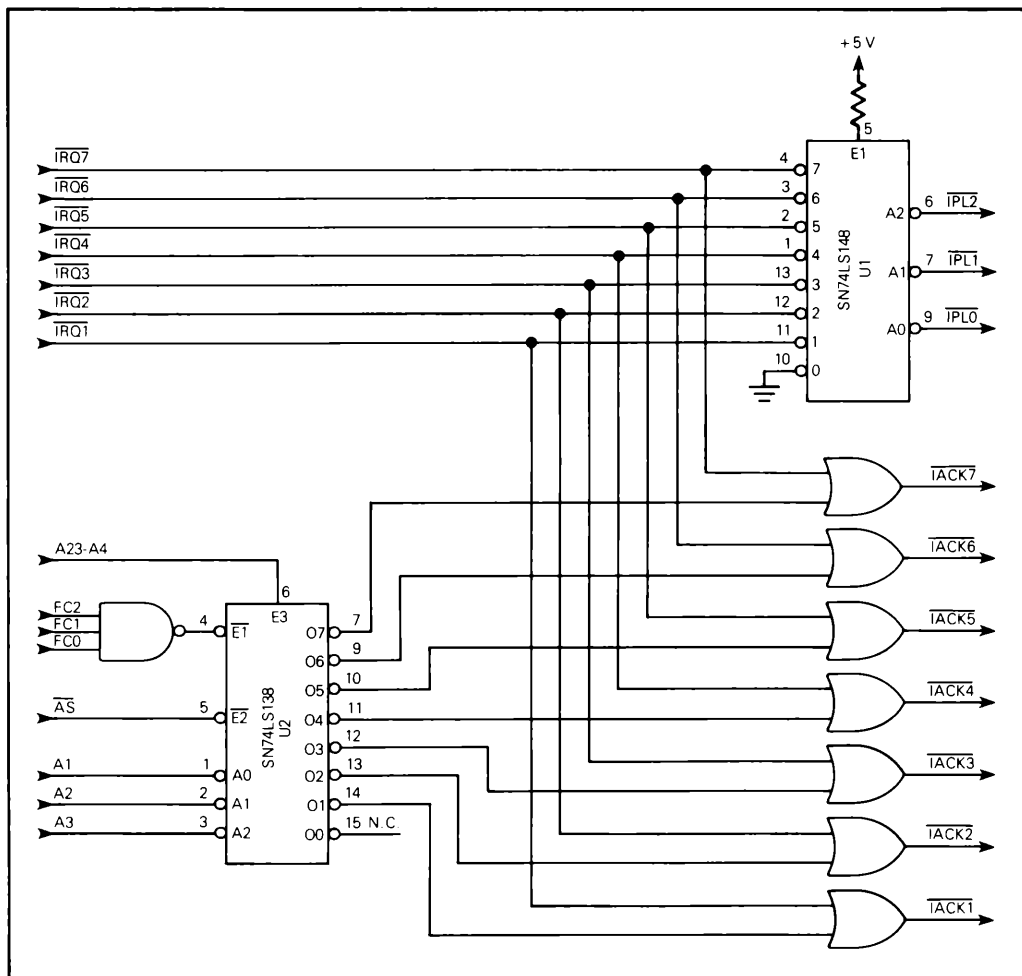 +5 V
5
E1
IRQ7
IRQ6
IRQ5
IRQ4
IRQ3
IRQ2
IRQ1
4 7
3 6
2 5
1 4
13 3
12 2
11 1
10 0
SN74LS148
U1
A2 6 IPL2
A1 7 IPL1
A0 9 IPL0
A23-A4
6
E3
FC2
FC1
FC0
4 E1
AS
5 E2
A1 1 A0
A2 2 A1
A3 3 A2
SN74LS138
U2
O7 7
O6 9
O5 10
O4 11
O3 12
O2 13
O1 14
O0 15 N.C.
IACK7
IACK6
IACK5
IACK4
IACK3
IACK2
IACK1